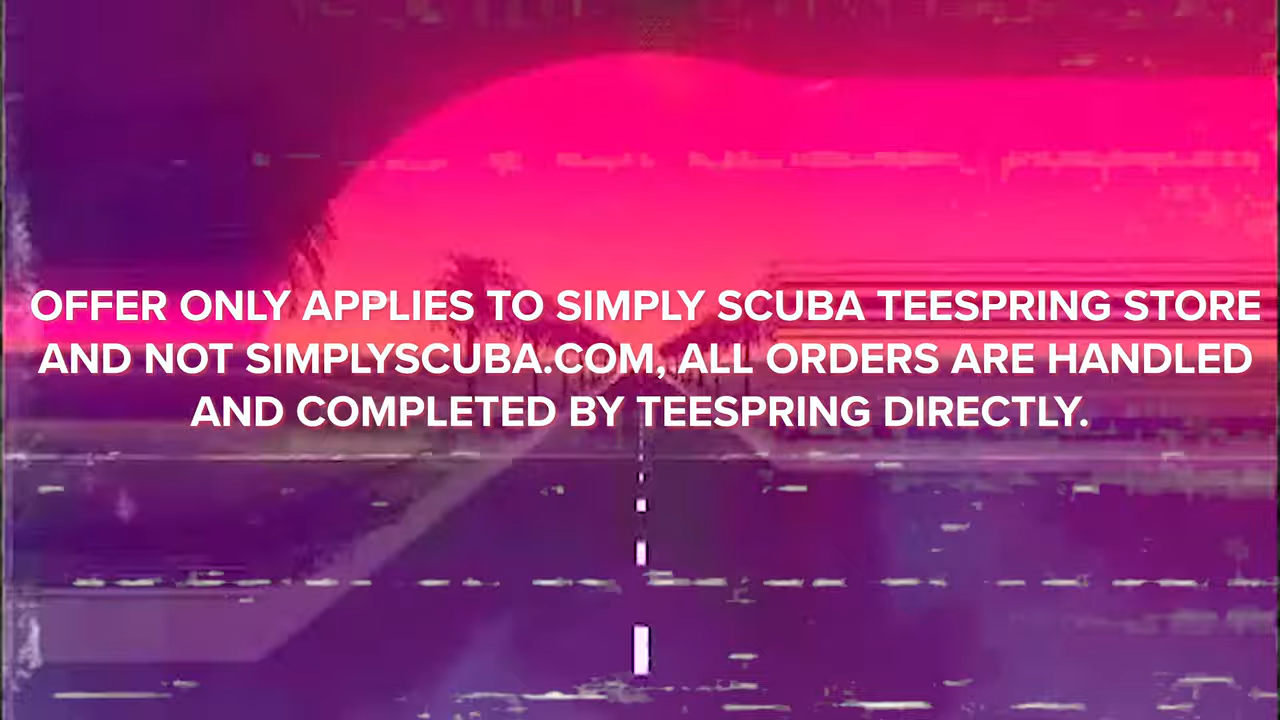 OFFER ONLY APPLIES TO SIMPLY SCUBA TEESPRING STORE
AND NOT SIMPLYSCUBA.COM, ALL ORDERS ARE HANDLED
AND COMPLETED BY TEESPRING DIRECTLY.